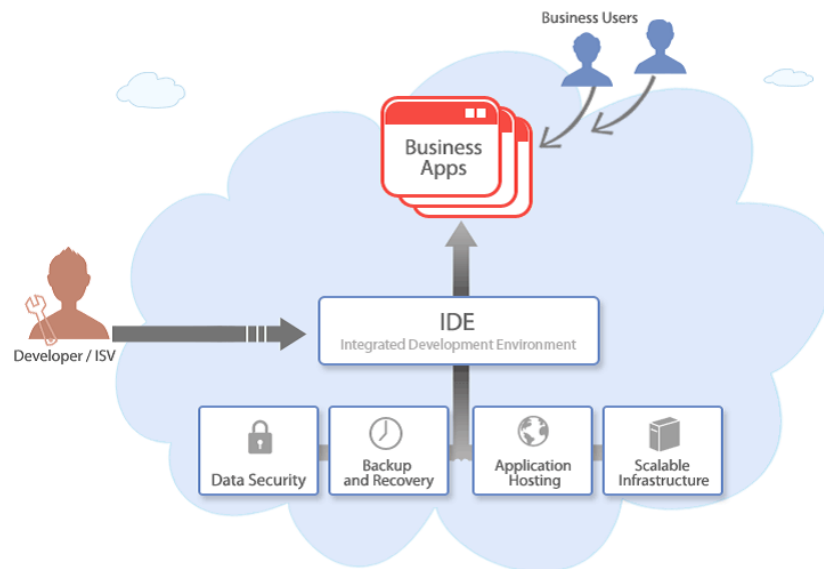 Business Users
Business
Apps
IDE
Integrated Development Environment
Developer / ISV
Data Security
Backup
and Recovery
Application
Hosting
Scalable
Infrastructure